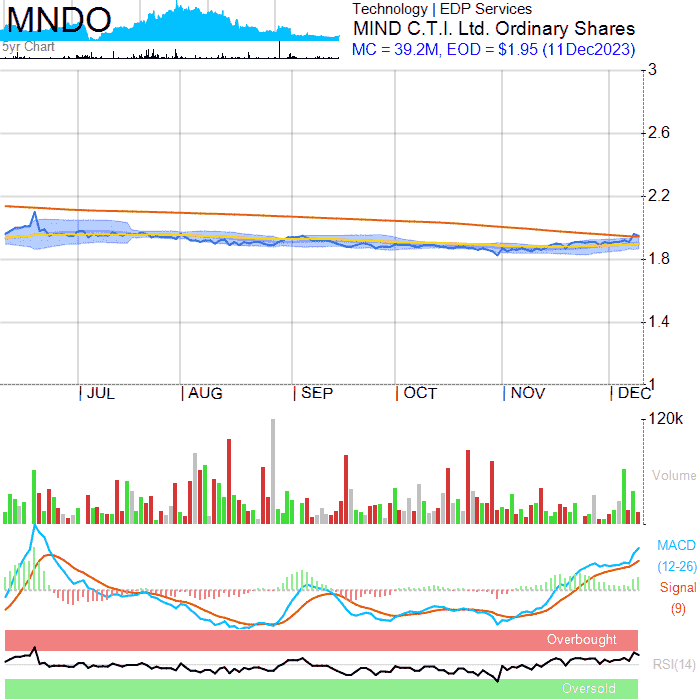 MNDO
5yr Chart
Technology | EDP Services
MIND C.T.I. Ltd. Ordinary Shares
MC = 39.2M, EOD = $1.95 (11Dec2023)
3
2.6
2.2
1.8
1.4
1
| JUL | AUG | SEP | OCT | NOV | DEC
120k
Volume
MACD
(12-26)
Signal
(9)
Overbought
RSI(14)
Oversold